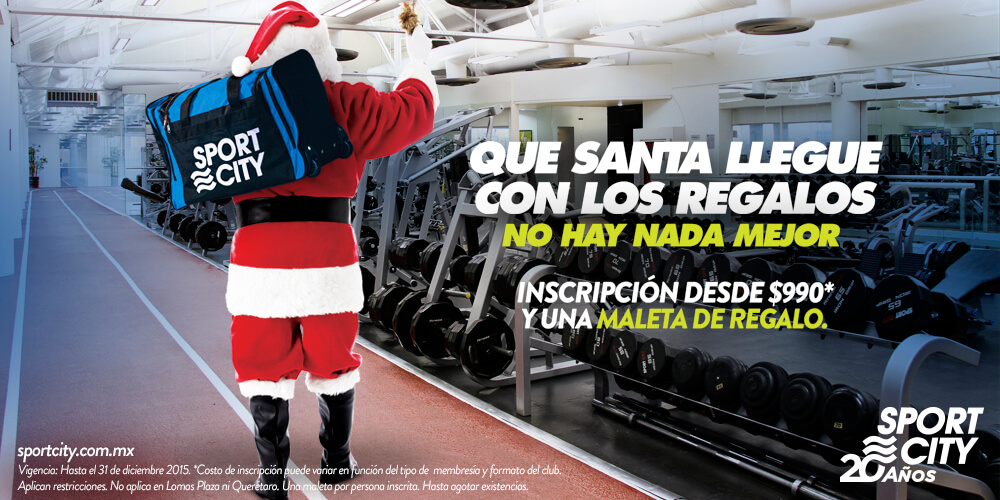 SPORT
CITY
QUE SANTA LLEGUE
CON LOS REGALOS
NO HAY NADA MEJOR
INSCRIPCIÓN DESDE $990*
Y UNA MALETA DE REGALO.
sportcity.com.mx
Vigencia: Hasta el 31 de diciembre 2015. *Costo de inscripción puede variar en función del tipo de membresía y formato del club.
Aplican restricciones. No aplica en Lomas Plaza ni Querétaro. Una maleta por persona inscrita. Hasta agotar existencias.
SPORT
CITY
20 AÑOS